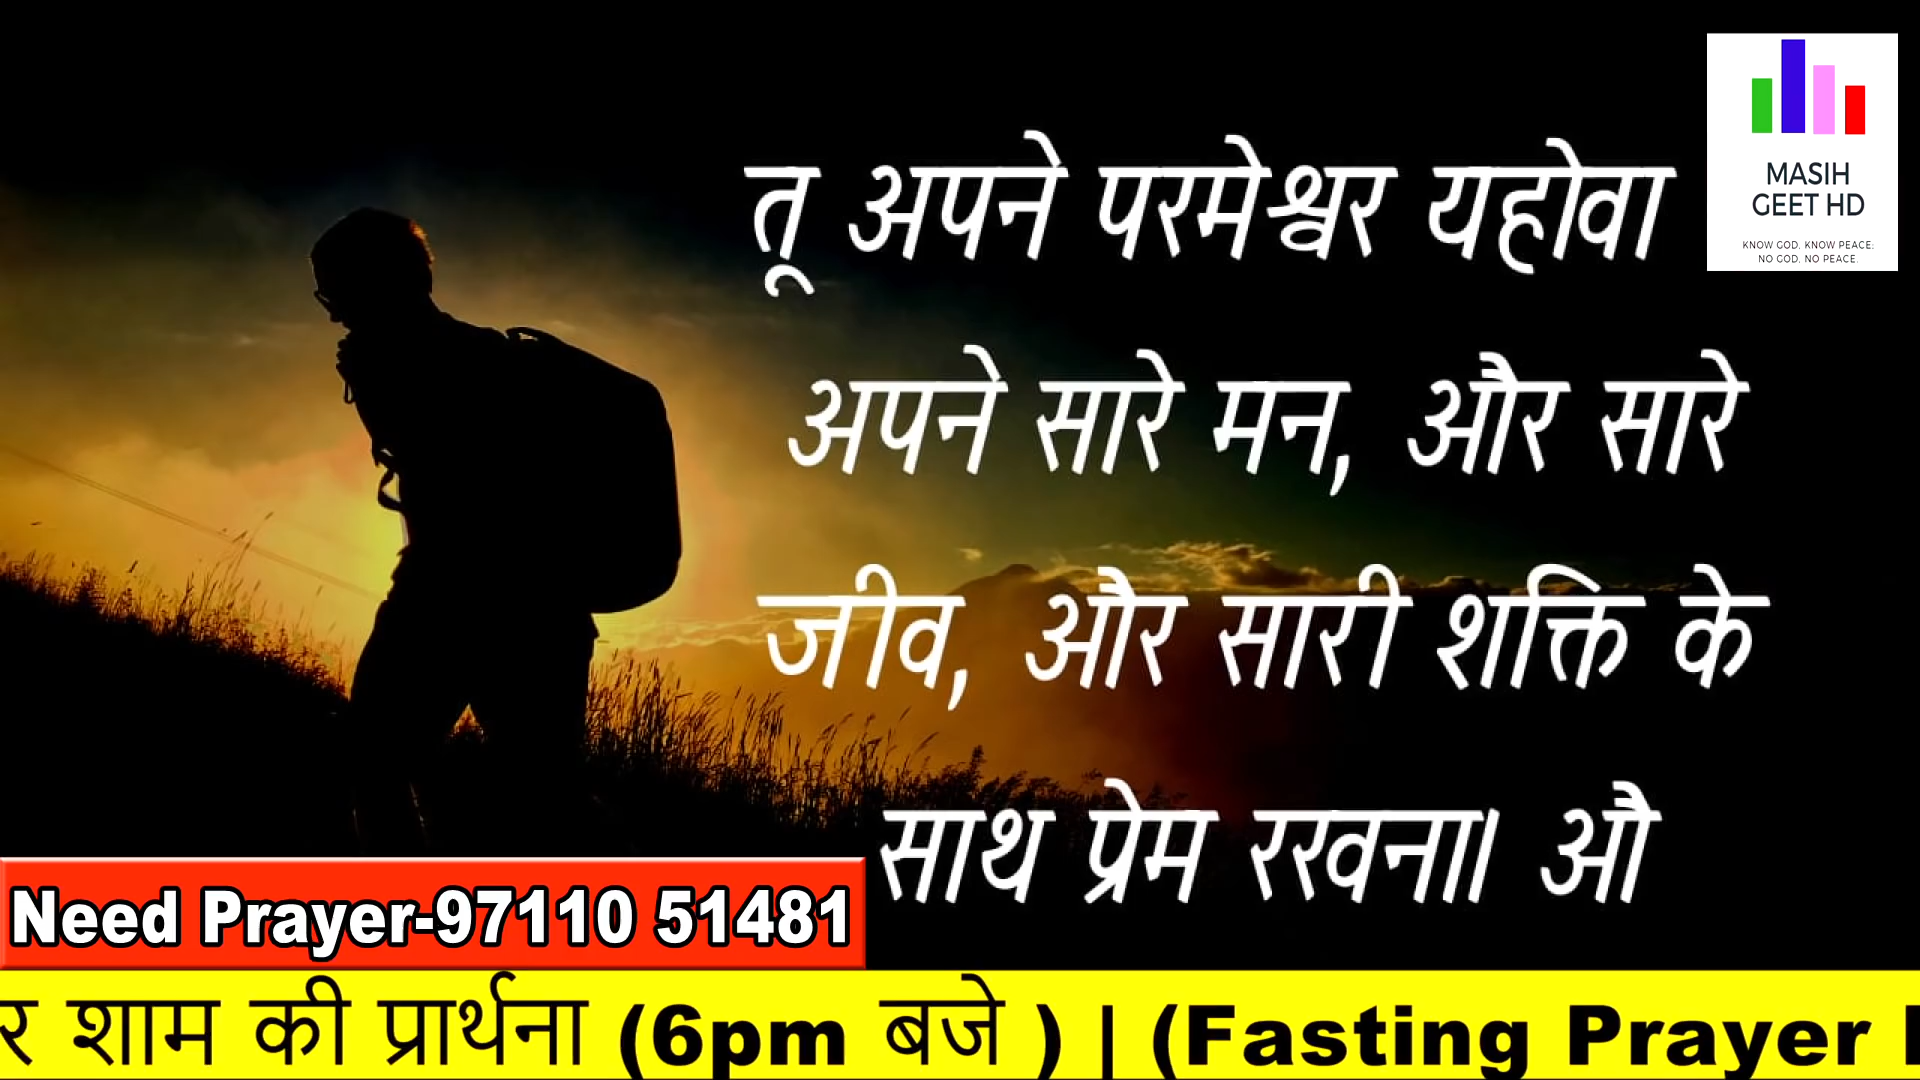 तू अपने परमेश्वर यहोवा
अपने सारे मन, और सारे
जीव, और सारी शक्ति के
साथ प्रेम रखना। औ
MASIH
GEET HD
KNOW GOD, KNOW PEACE;
NO GOD, NO PEACE.
Need Prayer-97110 51481
र शाम की प्रार्थना (6pm बजे ) | (Fasting Prayer